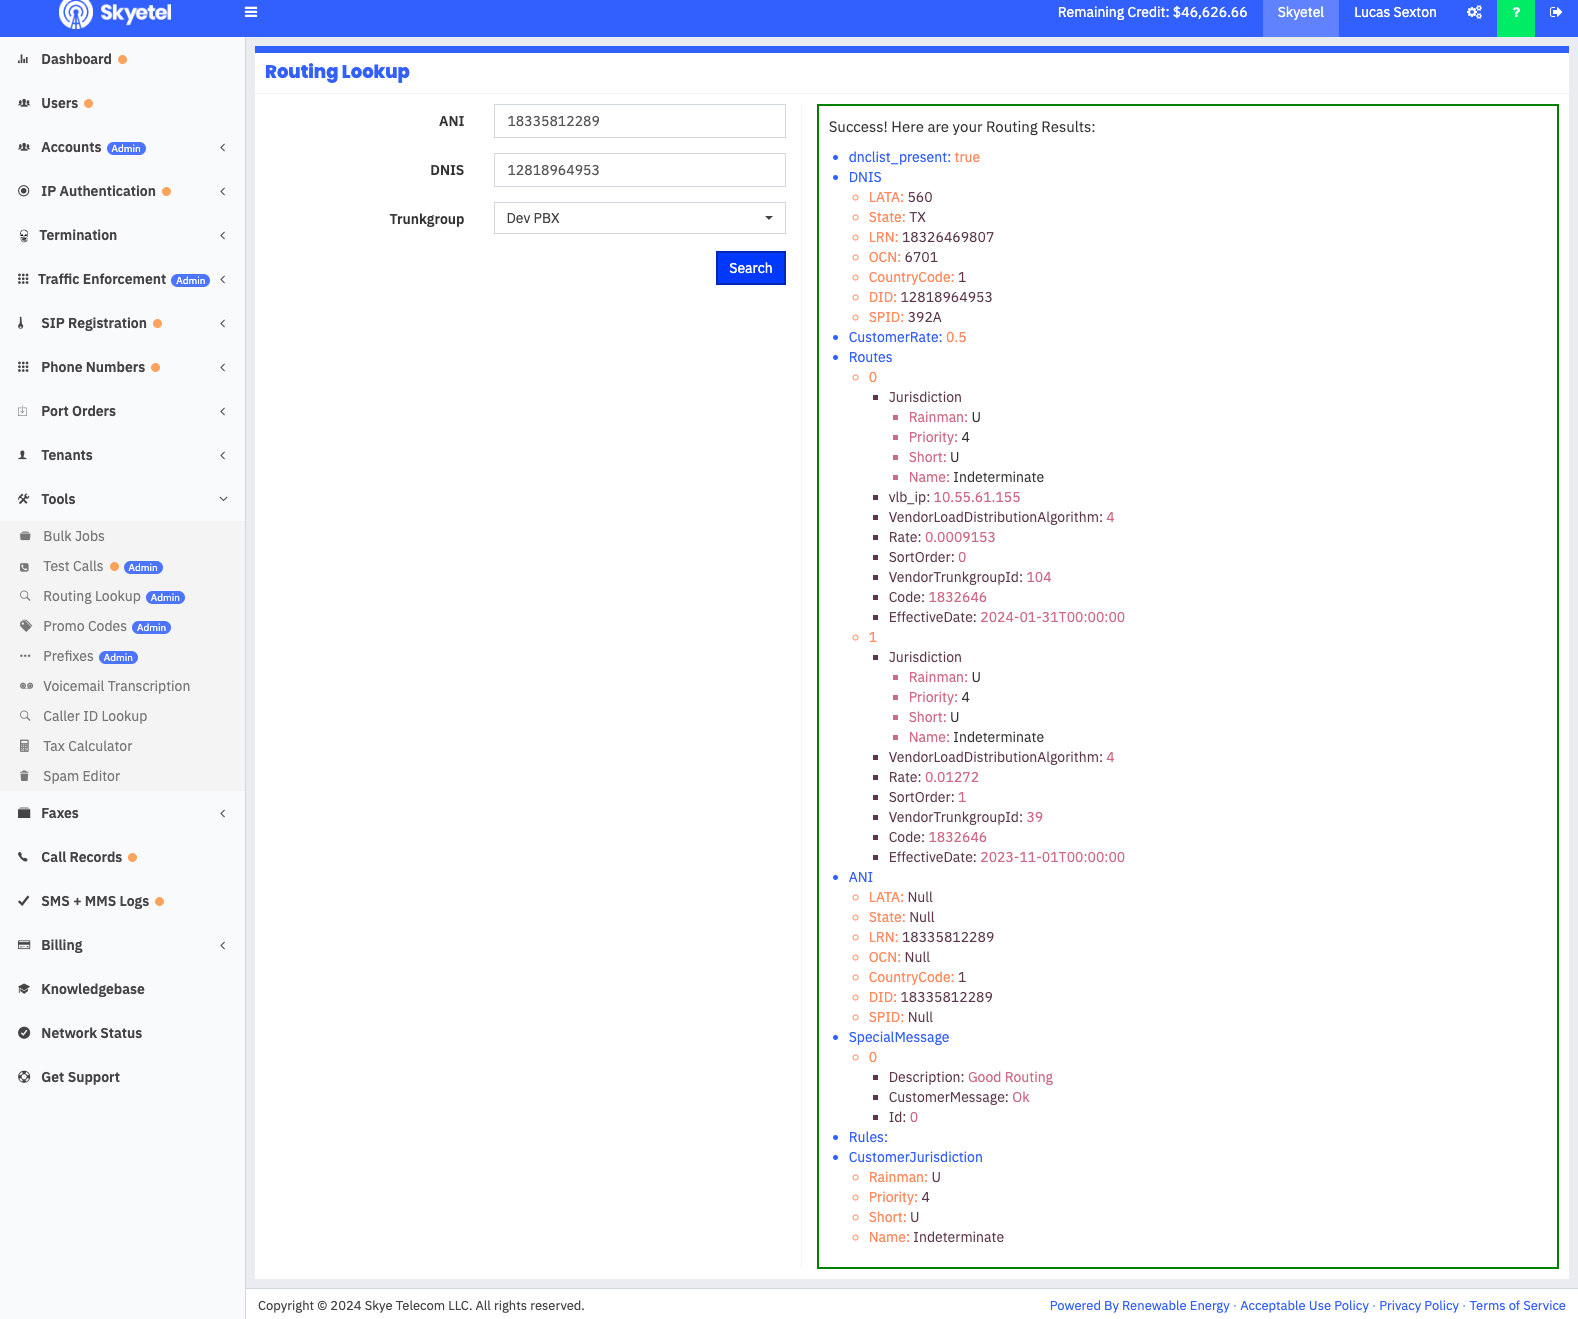 Skyetel
Remaining Credit: $46,626.66
Skyetel
Lucas Sexton
?
Dashboard
Users
Accounts Admin
IP Authentication
Termination
Traffic Enforcement Admin
SIP Registration
Phone Numbers
Port Orders
Tenants
Tools
Bulk Jobs
Test Calls Admin
Routing Lookup Admin
Promo Codes Admin
Prefixes Admin
Voicemail Transcription
Caller ID Lookup
Tax Calculator
Spam Editor
Faxes
Call Records
SMS + MMS Logs
Billing
Knowledgebase
Network Status
Get Support
Routing Lookup
ANI 18335812289
DNIS 12818964953
Trunkgroup Dev PBX
Search
Success! Here are your Routing Results:
dnclist_present: true
DNIS
LATA: 560
State: TX
LRN: 18326469807
OCN: 6701
CountryCode: 1
DID: 12818964953
SPID: 392A
CustomerRate: 0.5
Routes
0
Jurisdiction
Rainman: U
Priority: 4
Short: U
Name: Indeterminate
vlb_ip: 10.55.61.155
VendorLoadDistributionAlgorithm: 4
Rate: 0.0009153
SortOrder: 0
VendorTrunkgroupId: 104
Code: 1832646
EffectiveDate: 2024-01-31T00:00:00
1
Jurisdiction
Rainman: U
Priority: 4
Short: U
Name: Indeterminate
VendorLoadDistributionAlgorithm: 4
Rate: 0.01272
SortOrder: 1
VendorTrunkgroupId: 39
Code: 1832646
EffectiveDate: 2023-11-01T00:00:00
ANI
LATA: Null
State: Null
LRN: 18335812289
OCN: Null
CountryCode: 1
DID: 18335812289
SPID: Null
SpecialMessage
0
Description: Good Routing
CustomerMessage: Ok
Id: 0
Rules:
CustomerJurisdiction
Rainman: U
Priority: 4
Short: U
Name: Indeterminate
Copyright © 2024 Skye Telecom LLC. All rights reserved.
Powered By Renewable Energy · Acceptable Use Policy · Privacy Policy · Terms of Service